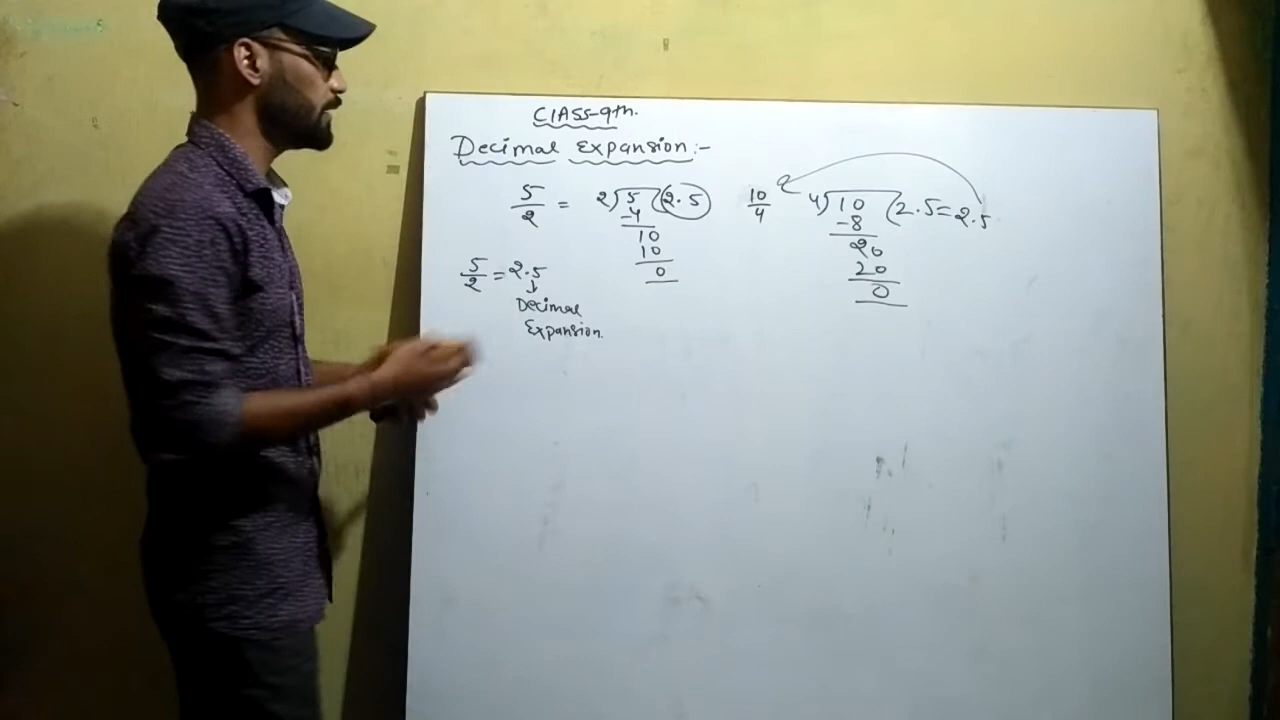 CLASS-9th.
Decimal Expansion:-
5/2 = 2)5(2.5
-4
10
10
0
5/2 = 2.5
↓
Decimal
Expansion.
10/4 4)10(2.5=2.5
-8
20
20
0